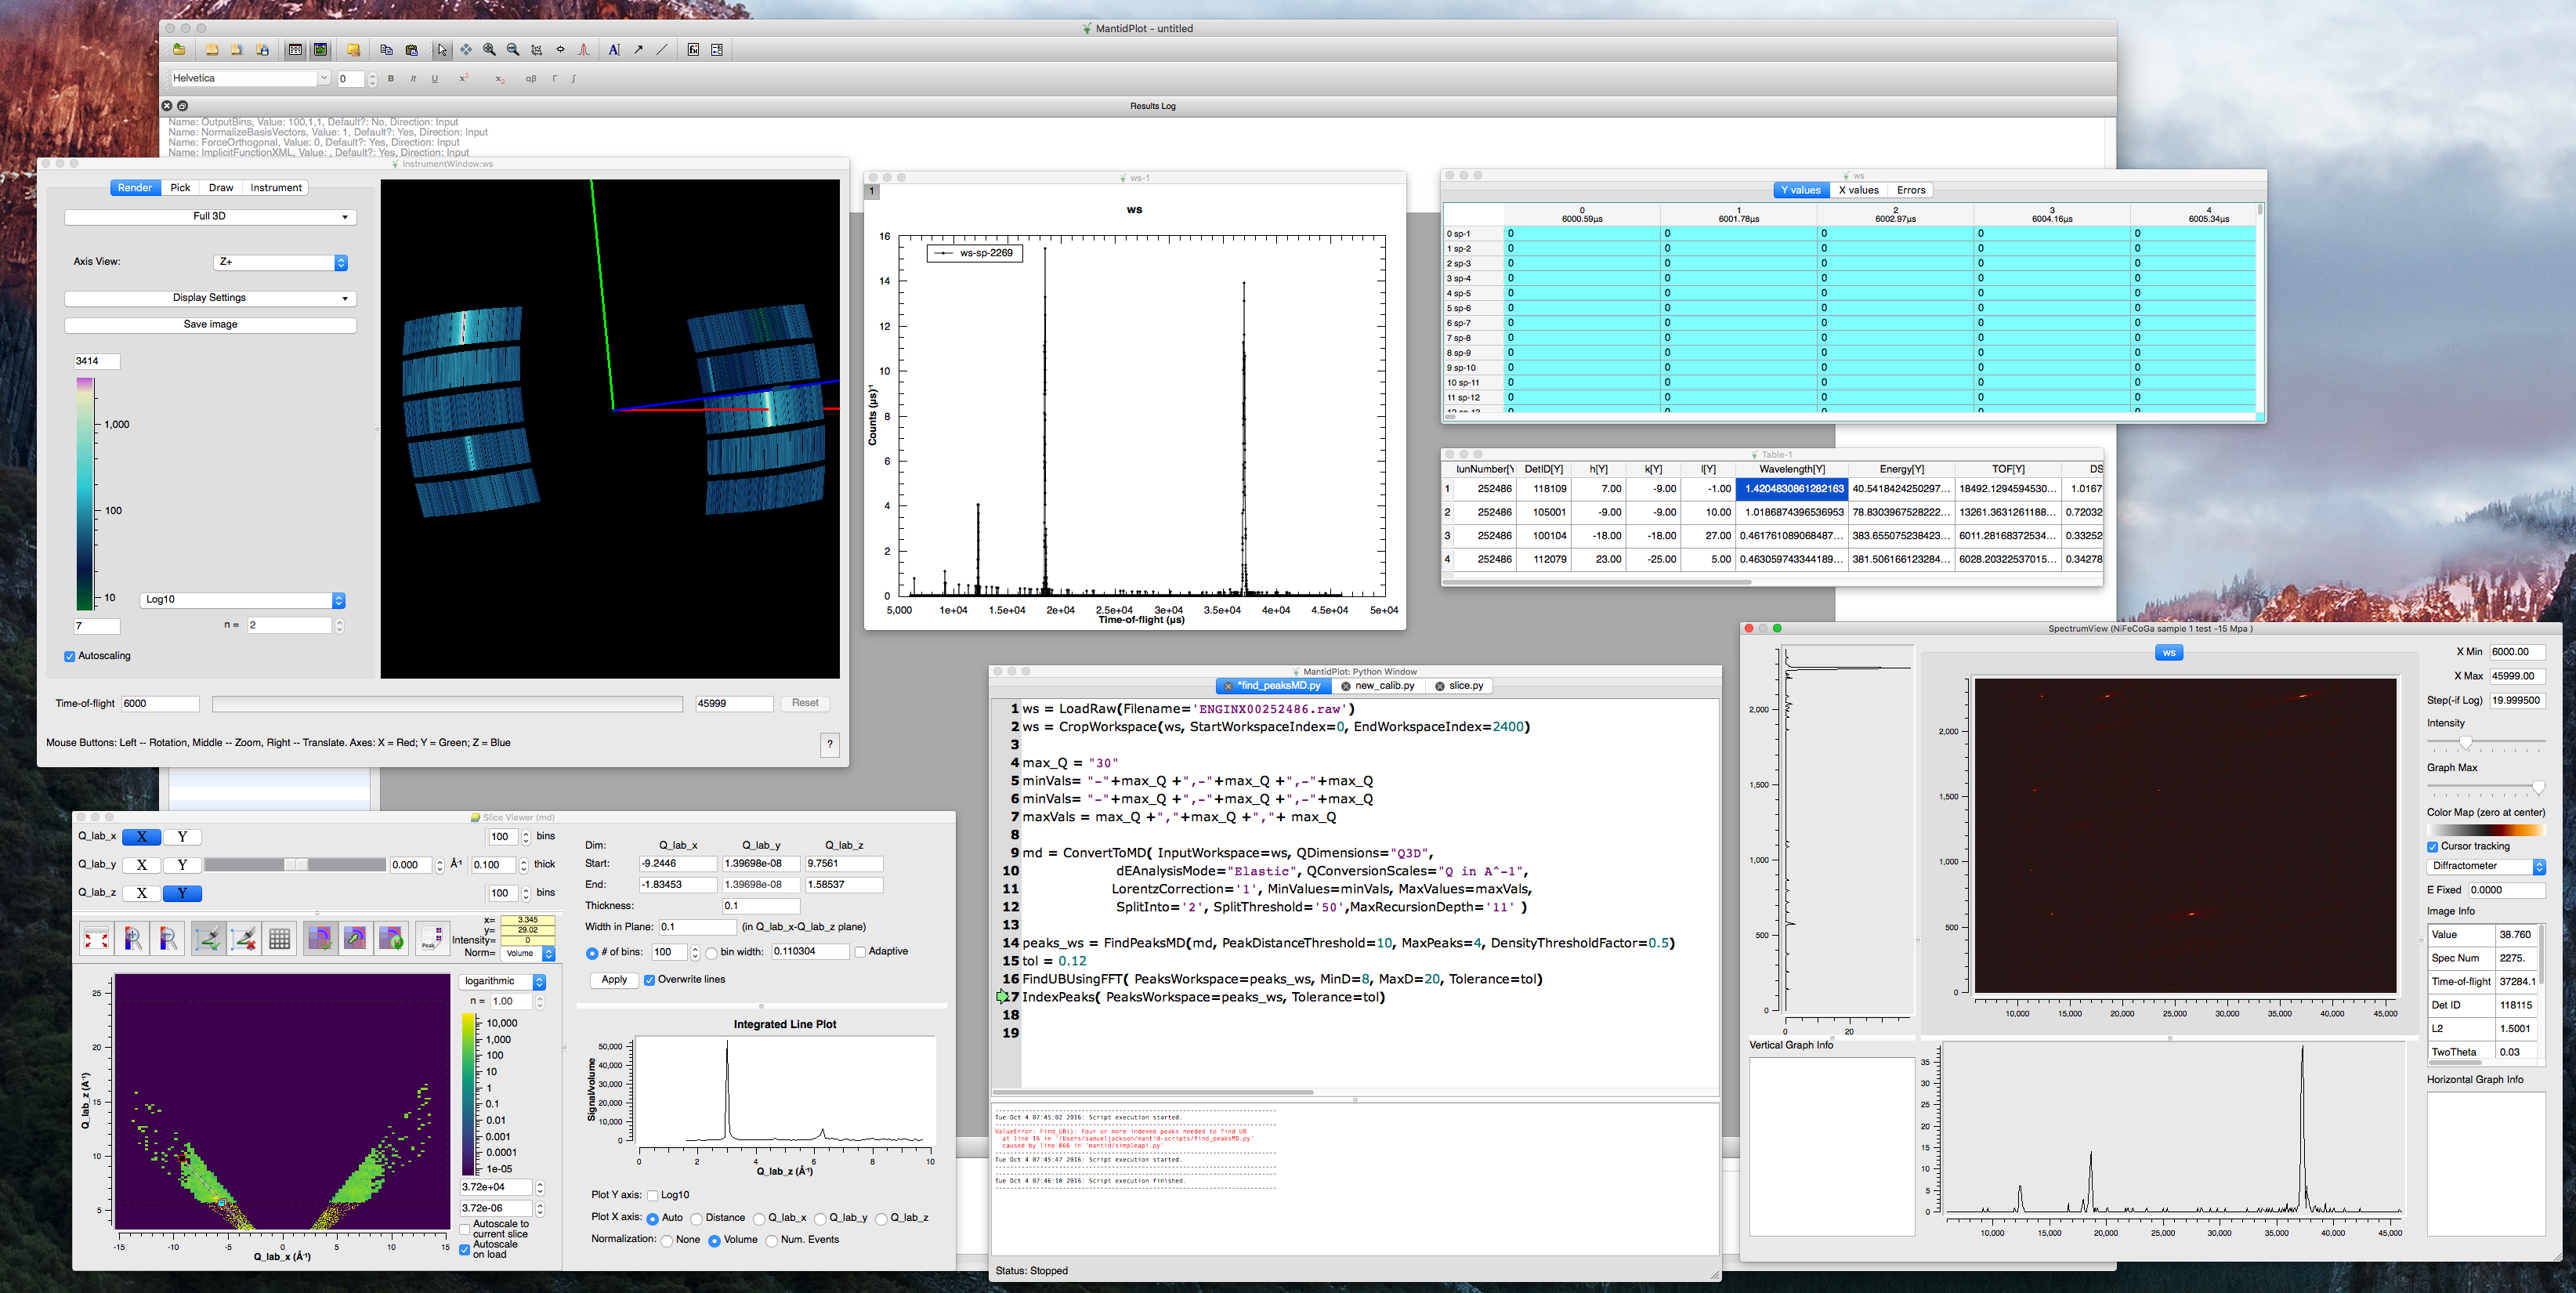 MantidPlot - untitled
Helvetica
0
B It U x² x₂ αβ Γ ∫
Results Log
Name: OutputBins, Value: 100,1,1, Default?: No, Direction: Input
Name: NormalizeBasisVectors, Value: 1, Default?: Yes, Direction: Input
Name: ForceOrthogonal, Value: 0, Default?: Yes, Direction: Input
Name: ImplicitFunctionXML, Value: , Default?: Yes, Direction: Input
InstrumentWindow:ws
Render Pick Draw Instrument
Full 3D
Axis View: Z+
Display Settings
Save image
3414
1,000
100
10
Log10
7
n = 2
Autoscaling
Time-of-flight 6000 45999 Reset
Mouse Buttons: Left -- Rotation, Middle -- Zoom, Right -- Translate. Axes: X = Red; Y = Green; Z = Blue
?
ws-1
1
ws
ws-sp-2269
16
14
12
10
8
6
4
2
0
Counts (µs)⁻¹
5,000 1e+04 1.5e+04 2e+04 2.5e+04 3e+04 3.5e+04 4e+04 4.5e+04 5e+04
Time-of-flight (µs)
ws
Y values X values Errors
0 1 2 3 4
6000.59µs 6001.78µs 6002.97µs 6004.16µs 6005.34µs
0 sp-1 0 0 0 0 0
1 sp-2 0 0 0 0 0
2 sp-3 0 0 0 0 0
3 sp-4 0 0 0 0 0
4 sp-5 0 0 0 0 0
5 sp-6 0 0 0 0 0
6 sp-7 0 0 0 0 0
7 sp-8 0 0 0 0 0
8 sp-9 0 0 0 0 0
9 sp-10 0 0 0 0 0
10 sp-11 0 0 0 0 0
11 sp-12 0 0 0 0 0
Table-1
lunNumber[Y DetID[Y] h[Y] k[Y] l[Y] Wavelength[Y] Energy[Y] TOF[Y] DS
1 252486 118109 7.00 -9.00 -1.00 1.4204830861282163 40.5418424250297... 18492.1294594530... 1.0167
2 252486 105001 -9.00 -9.00 10.00 1.0186874396536953 78.8303967528222... 13261.3631261188... 0.72032
3 252486 100104 -18.00 -18.00 27.00 0.461761089068487... 383.655075238423... 6011.28168372534... 0.33252
4 252486 112079 23.00 -25.00 5.00 0.463059743344189... 381.506166123284... 6028.20322537015... 0.34278
Slice Viewer (md)
Q_lab_x X Y 100 bins
Q_lab_y X Y 0.000 Å⁻¹ 0.100 thick
Q_lab_z X Y 100 bins
x= 3.345
y= 29.02
Intensity= 0
Norm= Volume
Peak
logarithmic
n = 1.00
10,000
1,000
100
10
1
0.1
0.01
0.001
0.0001
1e-05
3.72e+04
3.72e-06
Autoscale to
current slice
Autoscale
on load
25
20
15
10
5
Q_lab_z (Å⁻¹)
-15 -10 -5 0 5 10 15
Q_lab_x (Å⁻¹)
Dim: Q_lab_x Q_lab_y Q_lab_z
Start: -9.2446 1.39698e-08 9.7561
End: -1.83453 1.39698e-08 1.58537
Thickness: 0.1
Width in Plane: 0.1 (in Q_lab_x-Q_lab_z plane)
# of bins: 100 bin width: 0.110304 Adaptive
Apply Overwrite lines
Integrated Line Plot
50,000
40,000
30,000
20,000
10,000
0
Signal/volume
0 2 4 6 8 10
Q_lab_z (Å⁻¹)
Plot Y axis: Log10
Plot X axis: Auto Distance Q_lab_x Q_lab_y Q_lab_z
Normalization: None Volume Num. Events
MantidPlot: Python Window
*find_peaksMD.py new_calib.py slice.py
1 ws = LoadRaw(Filename='ENGINX00252486.raw')
2 ws = CropWorkspace(ws, StartWorkspaceIndex=0, EndWorkspaceIndex=2400)
3
4 max_Q = "30"
5 minVals= "-"+max_Q +",-"+max_Q +",-"+max_Q
6 minVals= "-"+max_Q +",-"+max_Q +",-"+max_Q
7 maxVals = max_Q +","+max_Q +","+ max_Q
8
9 md = ConvertToMD( InputWorkspace=ws, QDimensions="Q3D",
10 dEAnalysisMode="Elastic", QConversionScales="Q in A^-1",
11 LorentzCorrection='1', MinValues=minVals, MaxValues=maxVals,
12 SplitInto='2', SplitThreshold='50',MaxRecursionDepth='11' )
13
14 peaks_ws = FindPeaksMD(md, PeakDistanceThreshold=10, MaxPeaks=4, DensityThresholdFactor=0.5)
15 tol = 0.12
16 FindUBUsingFFT( PeaksWorkspace=peaks_ws, MinD=8, MaxD=20, Tolerance=tol)
17 IndexPeaks( PeaksWorkspace=peaks_ws, Tolerance=tol)
18
19
Tue Oct 4 07:45:02 2016: Script execution started.
ValueError: Find_UB(): Four or more indexed peaks needed to find UB
at line 16 in '/Users/samueljackson/mantid-scripts/find_peaksMD.py'
caused by line 866 in 'mantid/simpleapi.py'
Tue Oct 4 07:45:47 2016: Script execution started.
Tue Oct 4 07:46:18 2016: Script execution finished.
Status: Stopped
SpectrumView (NiFeCoGa sample 1 test -15 Mpa )
ws
2,000
1,500
1,000
500
0
0 20
Vertical Graph Info
2,000
1,500
1,000
500
0
10,000 15,000 20,000 25,000 30,000 35,000 40,000 45,000
35
30
25
20
15
10
5
0
10,000 15,000 20,000 25,000 30,000 35,000 40,000 45,000
X Min 6000.00
X Max 45999.00
Step(-if Log) 19.999500
Intensity
Graph Max
Color Map (zero at center)
Cursor tracking
Diffractometer
E Fixed 0.0000
Image Info
Value 38.760
Spec Num 2275.
Time-of-flight 37284.1
Det ID 118115
L2 1.5001
TwoTheta 0.03
Horizontal Graph Info